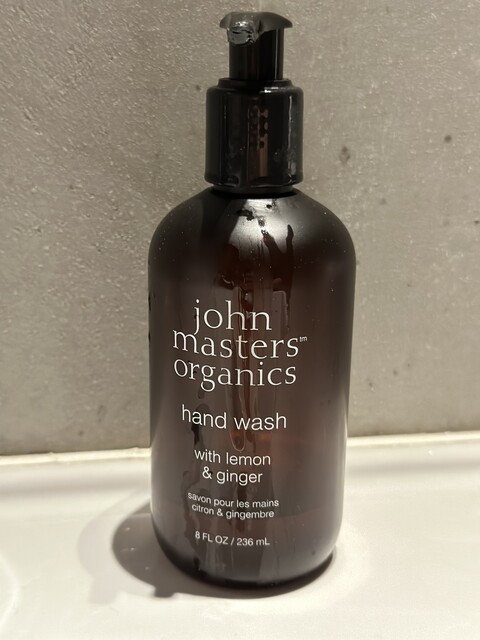 john
masters™
organics
hand wash
with lemon
& ginger
savon pour les mains
citron & gingembre
8 FL OZ / 236 mL